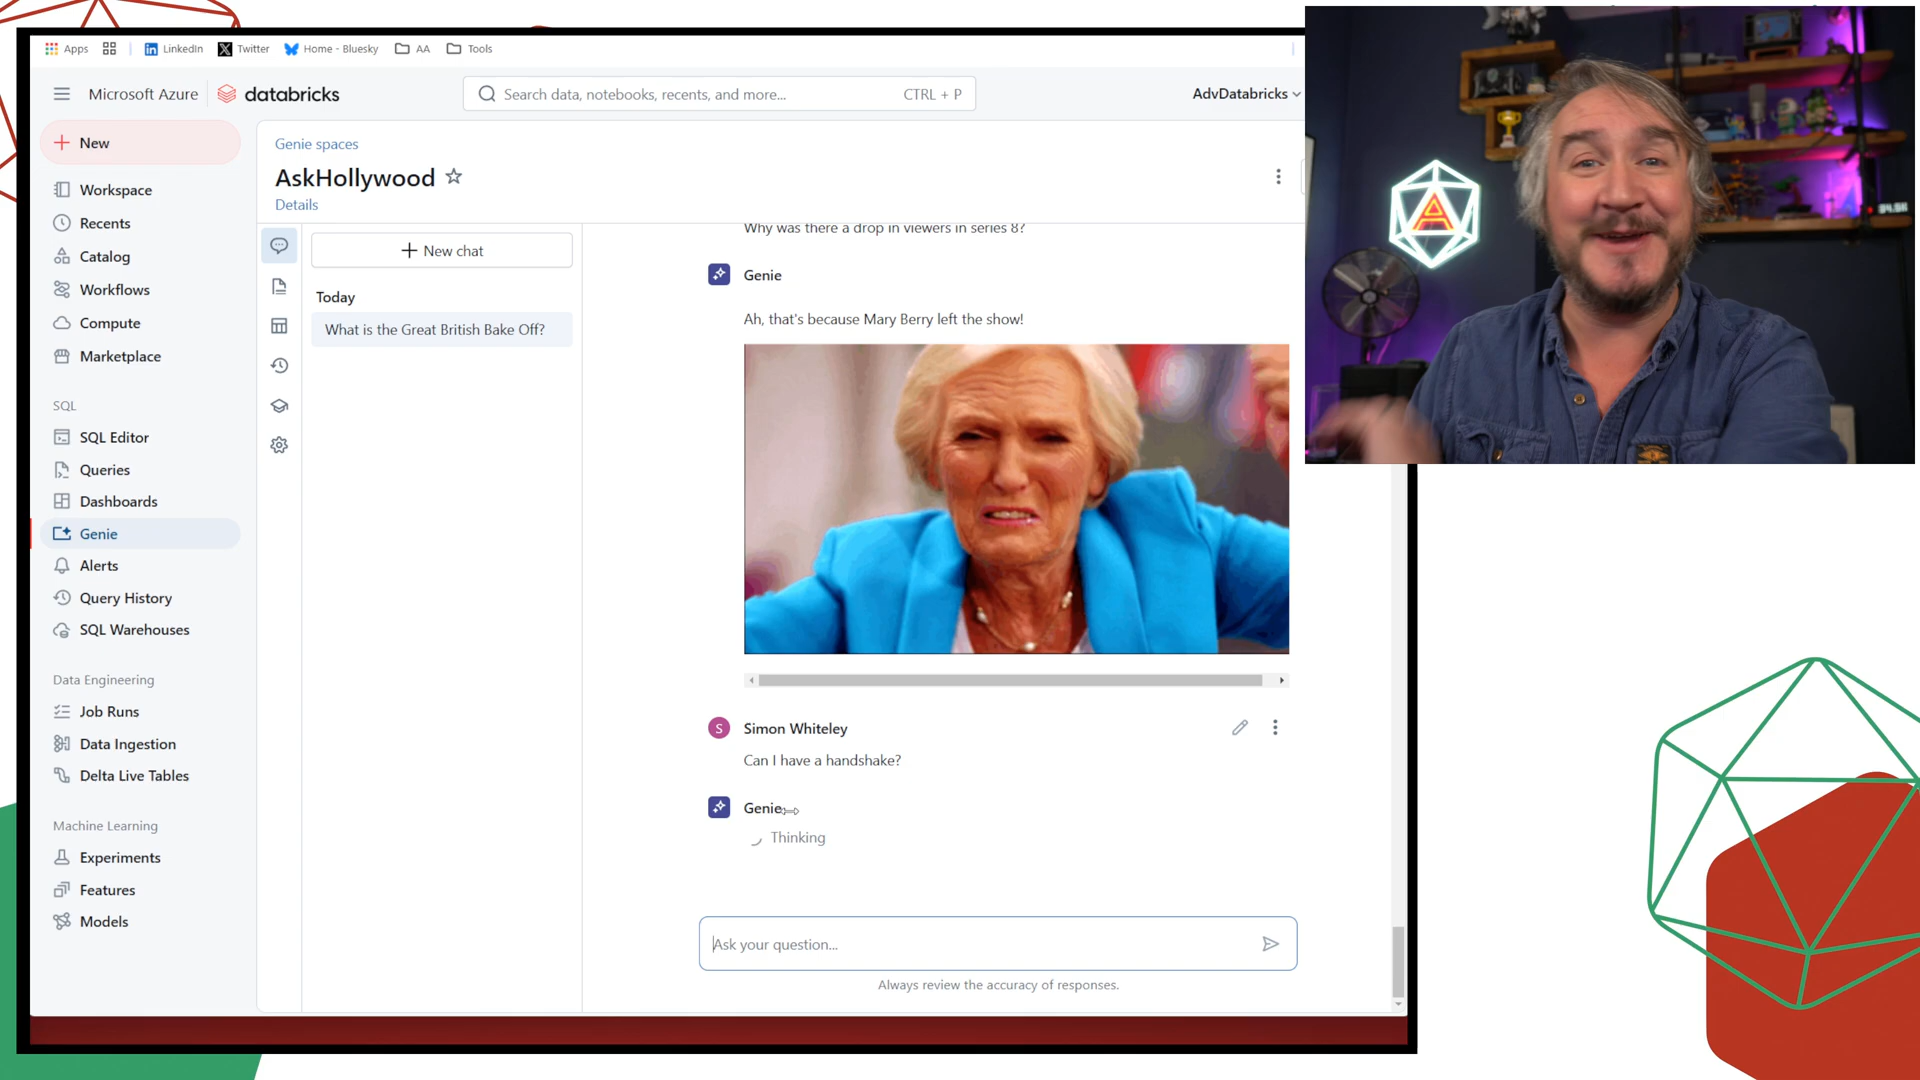 Apps
LinkedIn
Twitter
Home - Bluesky
AA
Tools
Microsoft Azure
databricks
Search data, notebooks, recents, and more...
CTRL + P
AdvDatabricks
New
Workspace
Recents
Catalog
Workflows
Compute
Marketplace
SQL
SQL Editor
Queries
Dashboards
Genie
Alerts
Query History
SQL Warehouses
Data Engineering
Job Runs
Data Ingestion
Delta Live Tables
Machine Learning
Experiments
Features
Models
Genie spaces
AskHollywood
Details
New chat
Today
What is the Great British Bake Off?
Why was there a drop in viewers in series 8?
Genie
Ah, that's because Mary Berry left the show!
S
Simon Whiteley
Can I have a handshake?
Genie
Thinking
Ask your question...
Always review the accuracy of responses.
A